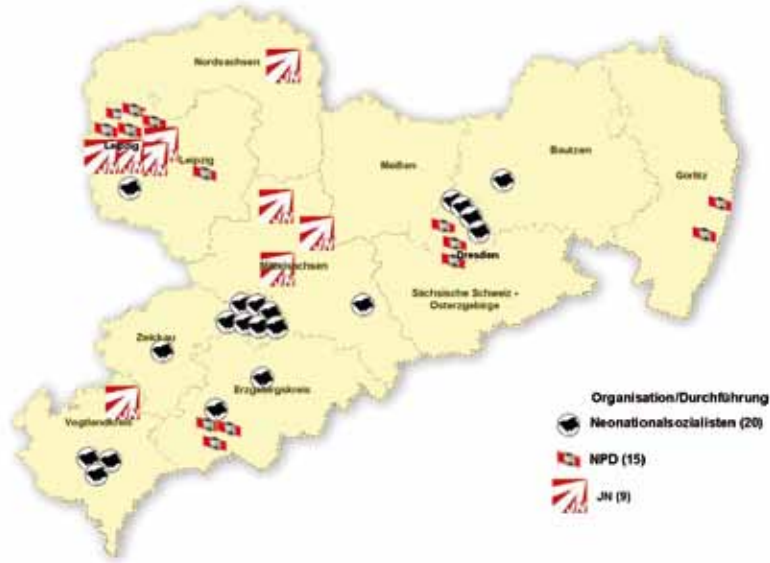 Nordsachsen
Leipzig
Leipzig
Meißen
Bautzen
Görlitz
Mittelsachsen
Dresden
Sächsische Schweiz -
Osterzgebirge
Zwickau
Erzgebirgskreis
Vogtlandkreis
Organisation/Durchführung
Neonationalsozialisten (20)
NPD (15)
JN (9)